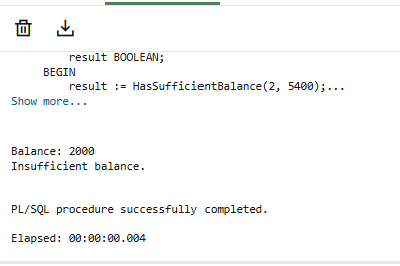 result BOOLEAN;
BEGIN
result := HasSufficientBalance(2, 5400);...
Show more...
Balance: 2000
Insufficient balance.
PL/SQL procedure successfully completed.
Elapsed: 00:00:00.004